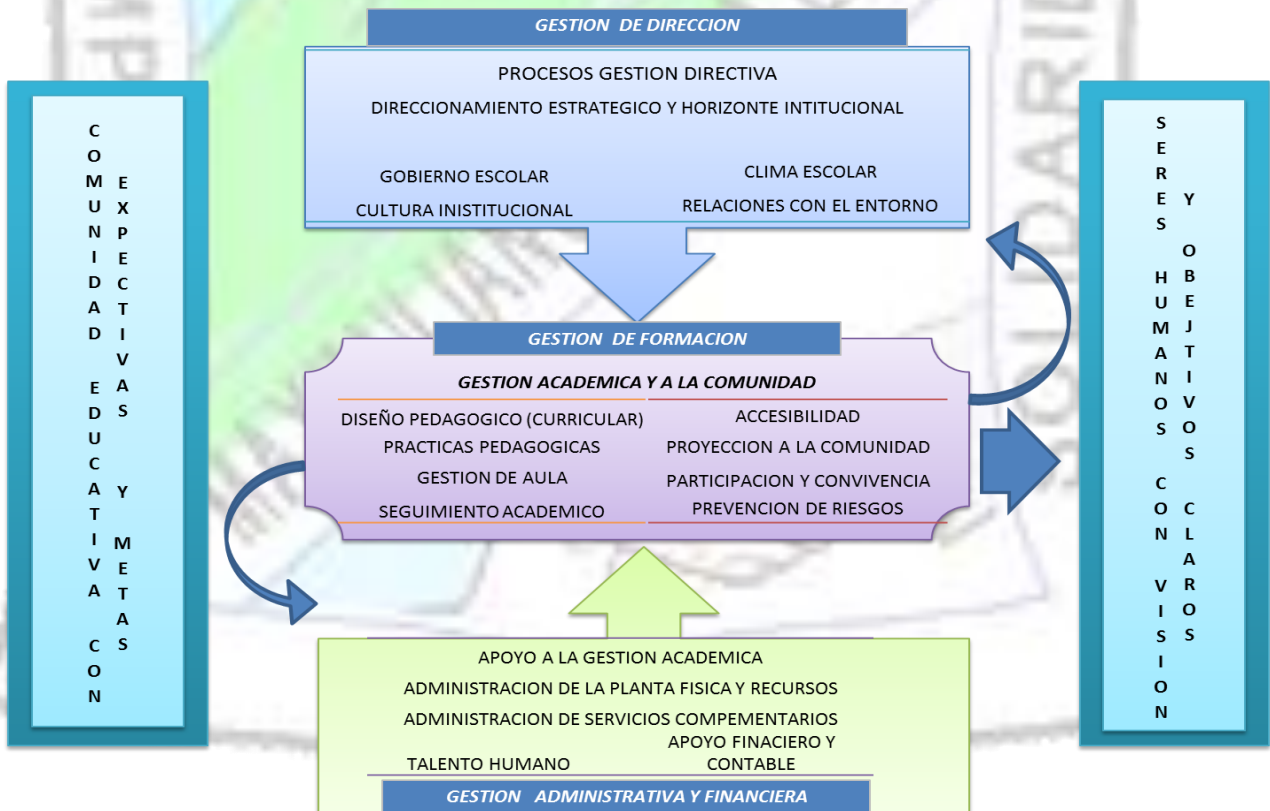 GESTION DE DIRECCION
PROCESOS GESTION DIRECTIVA
DIRECCIONAMIENTO ESTRATEGICO Y HORIZONTE INTITUCIONAL
GOBIERNO ESCOLAR
CULTURA INISTITUCIONAL
CLIMA ESCOLAR
RELACIONES CON EL ENTORNO
COMUNIDAD EDUCATIVA CON
EXPECTIVAS Y METAS
GESTION DE FORMACION
GESTION ACADEMICA Y A LA COMUNIDAD
DISEÑO PEDAGOGICO (CURRICULAR)
PRACTICAS PEDAGOGICAS
GESTION DE AULA
SEGUIMIENTO ACADEMICO
ACCESIBILIDAD
PROYECCION A LA COMUNIDAD
PARTICIPACION Y CONVIVENCIA
PREVENCION DE RIESGOS
SERES HUMANOS CON VISION
Y OBEJTIVOS CLAROS
APOYO A LA GESTION ACADEMICA
ADMINISTRACION DE LA PLANTA FISICA Y RECURSOS
ADMINISTRACION DE SERVICIOS COMPEMENTARIOS
TALENTO HUMANO
APOYO FINACIERO Y
CONTABLE
GESTION ADMINISTRATIVA Y FINANCIERA